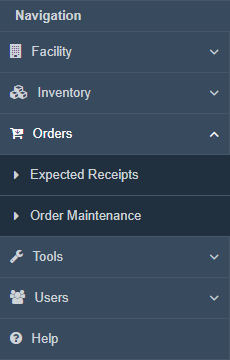 Navigation
Facility
Inventory
Orders
Expected Receipts
Order Maintenance
Tools
Users
Help